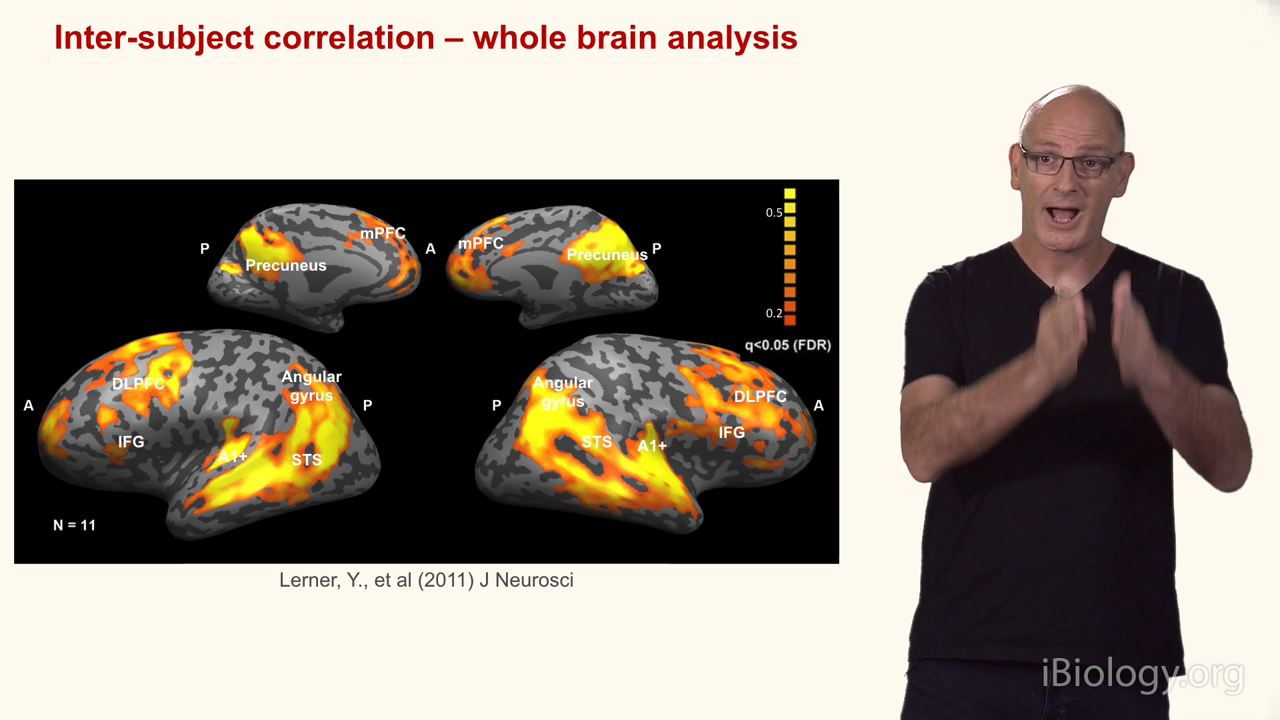 Inter-subject correlation – whole brain analysis
0.5
0.2
q<0.05 (FDR)
P
Precuneus
mPFC
A
mPFC
Precuneus
P
A
DLPFC
IFG
A1+
Angular
gyrus
STS
P
P
Angular
gyrus
STS
A1+
DLPFC
IFG
A
N = 11
Lerner, Y., et al (2011) J Neurosci
iBiology.org